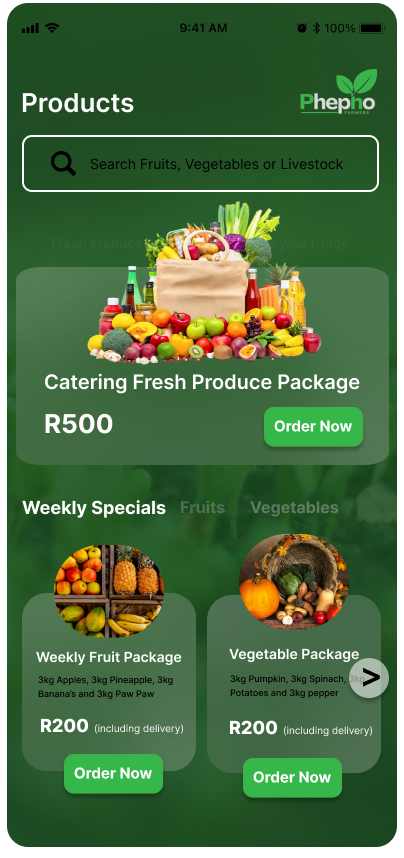 9:41 AM
100%
Products
Phepho
FARMERS
Search Fruits, Vegetables or Livestock
Fresh produce your fridge
Catering Fresh Produce Package
R500
Order Now
Weekly Specials
Fruits
Vegetables
Weekly Fruit Package
3kg Apples, 3kg Pineapple, 3kg
Banana's and 3kg Paw Paw
R200 (including delivery)
Order Now
Vegetable Package
3kg Pumpkin, 3kg Spinach, 3kg
Potatoes and 3kg pepper
>
R200 (including delivery)
Order Now